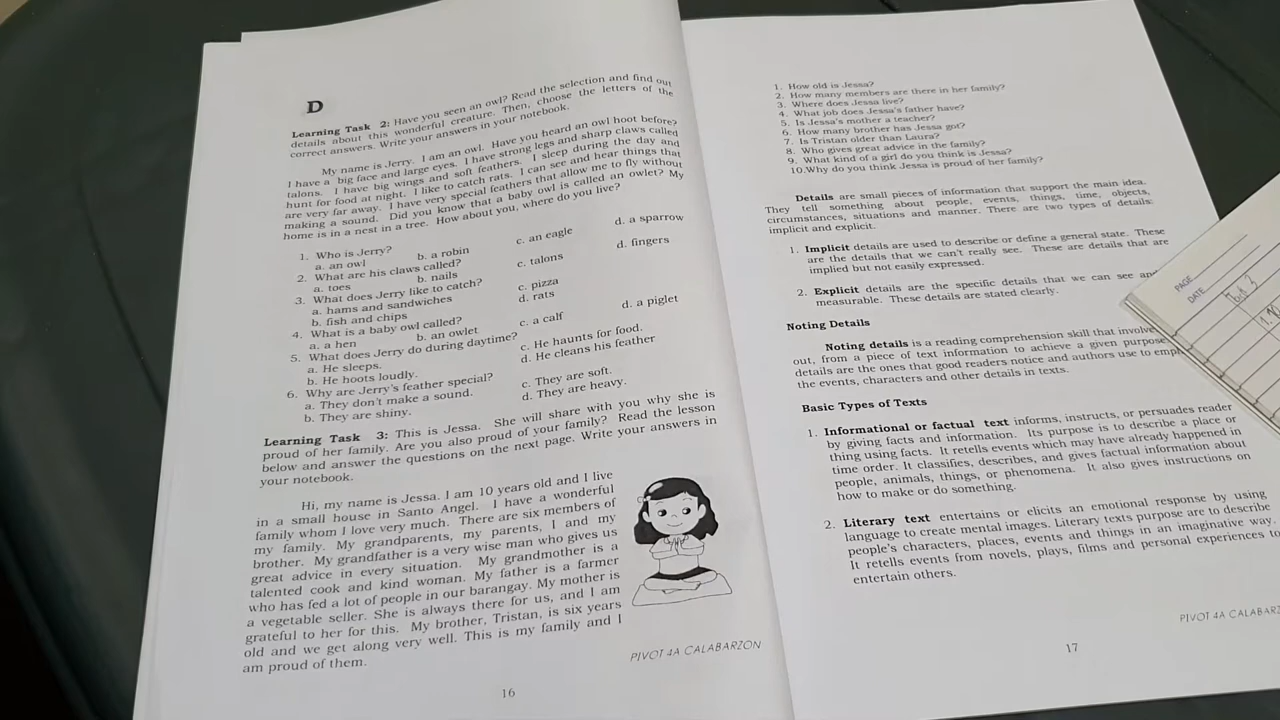 D
Learning Task 2: Have you seen an owl? Read the selection and find out
details about this wonderful creature. Then, choose the letters of the
correct answers. Write your answers in your notebook.
My name is Jerry. I am an owl. Have you heard an owl hoot before?
I have a big face and large eyes. I have strong legs and sharp claws called
talons. I have big wings and soft feathers. I sleep during the day and
hunt for food at night. I like to catch rats. I can see and hear things that
are very far away. I have very special feathers that allow me to fly without
making a sound. Did you know that a baby owl is called an owlet? My
home is in a nest in a tree. How about you, where do you live?
1. Who is Jerry?
a. an owl b. a robin c. an eagle d. a sparrow
2. What are his claws called?
a. toes b. nails c. talons d. fingers
3. What does Jerry like to catch?
a. hams and sandwiches c. pizza
b. fish and chips d. rats
4. What is a baby owl called?
a. a hen b. an owlet c. a calf d. a piglet
5. What does Jerry do during daytime?
a. He sleeps. c. He haunts for food.
b. He hoots loudly. d. He cleans his feather
6. Why are Jerry's feather special?
a. They don't make a sound. c. They are soft.
b. They are shiny. d. They are heavy.
Learning Task 3: This is Jessa. She will share with you why she is
proud of her family. Are you also proud of your family? Read the lesson
below and answer the questions on the next page. Write your answers in
your notebook.
Hi, my name is Jessa. I am 10 years old and I live
in a small house in Santo Angel. I have a wonderful
family whom I love very much. There are six members of
my family. My grandparents, my parents, I and my
brother. My grandfather is a very wise man who gives us
great advice in every situation. My grandmother is a
talented cook and kind woman. My father is a farmer
who has fed a lot of people in our barangay. My mother is
a vegetable seller. She is always there for us, and I am
grateful to her for this. My brother, Tristan, is six years
old and we get along very well. This is my family and I
am proud of them.
PIVOT 4A CALABARZON
16
1. How old is Jessa?
2. How many members are there in her family?
3. Where does Jessa live?
4. What job does Jessa's father have?
5. Is Jessa's mother a teacher?
6. How many brother has Jessa got?
7. Is Tristan older than Laura?
8. Who gives great advice in the family?
9. What kind of a girl do you think is Jessa?
10.Why do you think Jessa is proud of her family?
Details are small pieces of information that support the main idea.
They tell something about people, events, things, time, objects,
circumstances, situations and manner. There are two types of details:
implicit and explicit.
1. Implicit details are used to describe or define a general state. These
are the details that we can't really see. These are details that are
implied but not easily expressed.
2. Explicit details are the specific details that we can see and
measurable. These details are stated clearly.
Noting Details
Noting details is a reading comprehension skill that involve
out, from a piece of text information to achieve a given purpose
details are the ones that good readers notice and authors use to emp
the events, characters and other details in texts.
Basic Types of Texts
1. Informational or factual text informs, instructs, or persuades reader
by giving facts and information. Its purpose is to describe a place or
thing using facts. It retells events which may have already happened in
time order. It classifies, describes, and gives factual information about
people, animals, things, or phenomena. It also gives instructions on
how to make or do something.
2. Literary text entertains or elicits an emotional response by using
language to create mental images. Literary texts purpose are to describe
people's characters, places, events and things in an imaginative way.
It retells events from novels, plays, films and personal experiences to
entertain others.
PIVOT 4A CALABARZ
17
PAGE
DATE